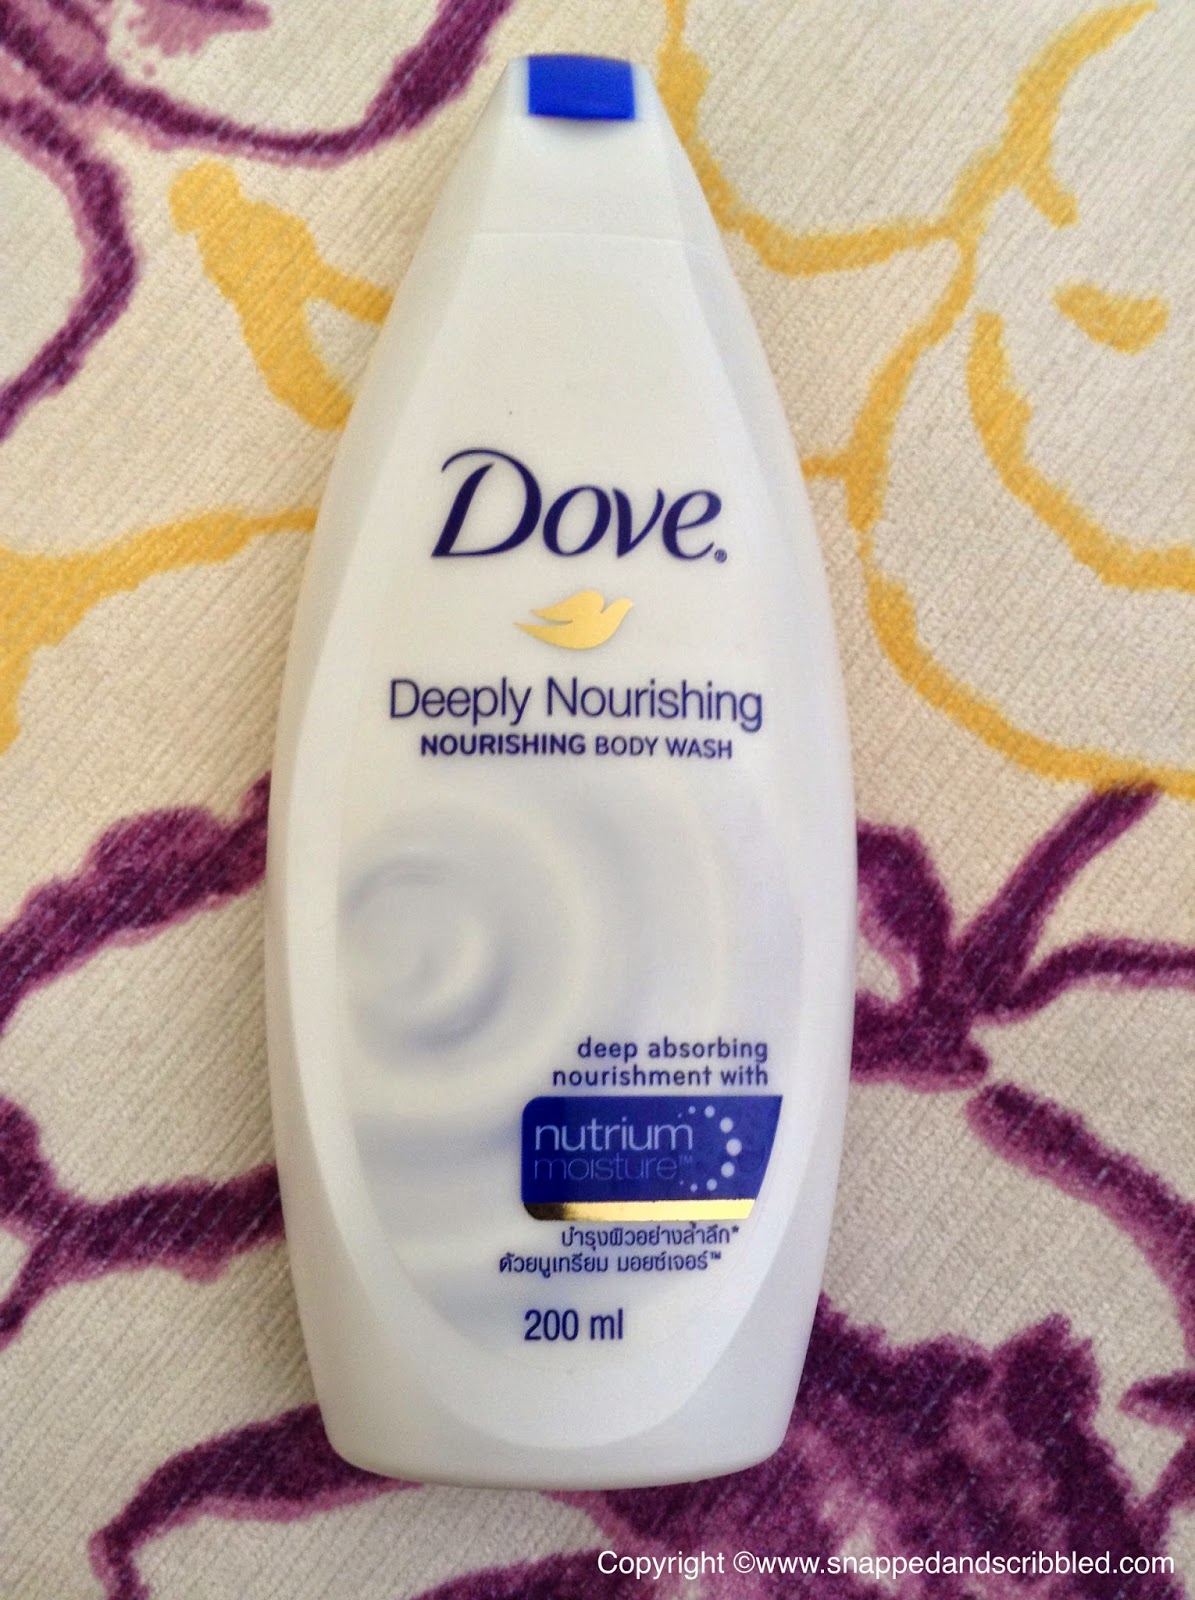 Dove®
Deeply Nourishing
NOURISHING BODY WASH
deep absorbing
nourishment with
nutrium
moisture™
บำรุงผิวอย่างล้ำลึก*
ด้วยนูเทรียม มอยซ์เจอร์™
200 ml
Copyright ©www.snappedandscribbled.com